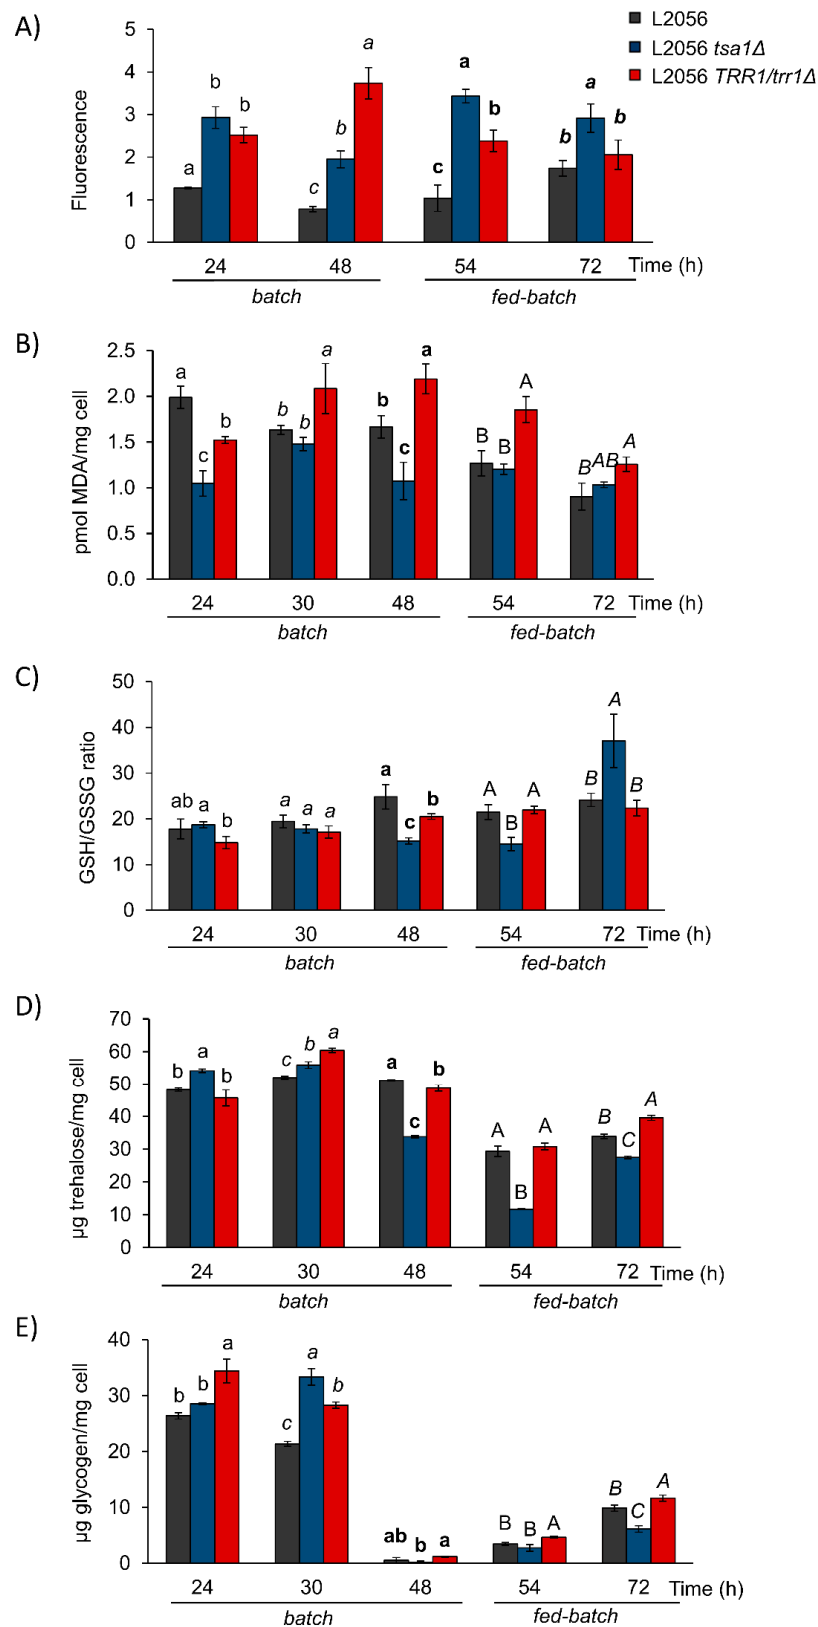 A)
L2056
L2056 tsa1Δ
L2056 TRR1/trr1Δ
Fluorescence
5
4
3
2
1
0
a b b
c b a
c a b
b a b
24 48 54 72 Time (h)
batch fed-batch
B)
pmol MDA/mg cell
2.5
2.0
1.5
1.0
0.5
0.0
a c b
b b a
b c a
B B A
B AB A
24 30 48 54 72 Time (h)
batch fed-batch
C)
GSH/GSSG ratio
50
40
30
20
10
0
ab a b
a a a
a c b
A B A
B A B
24 30 48 54 72 Time (h)
batch fed-batch
D)
µg trehalose/mg cell
70
60
50
40
30
20
10
0
b a b
c b a
a c b
A B A
B C A
24 30 48 54 72 Time (h)
batch fed-batch
E)
µg glycogen/mg cell
40
30
20
10
0
b b a
c a b
ab b a
B B A
B C A
24 30 48 54 72 Time (h)
batch fed-batch